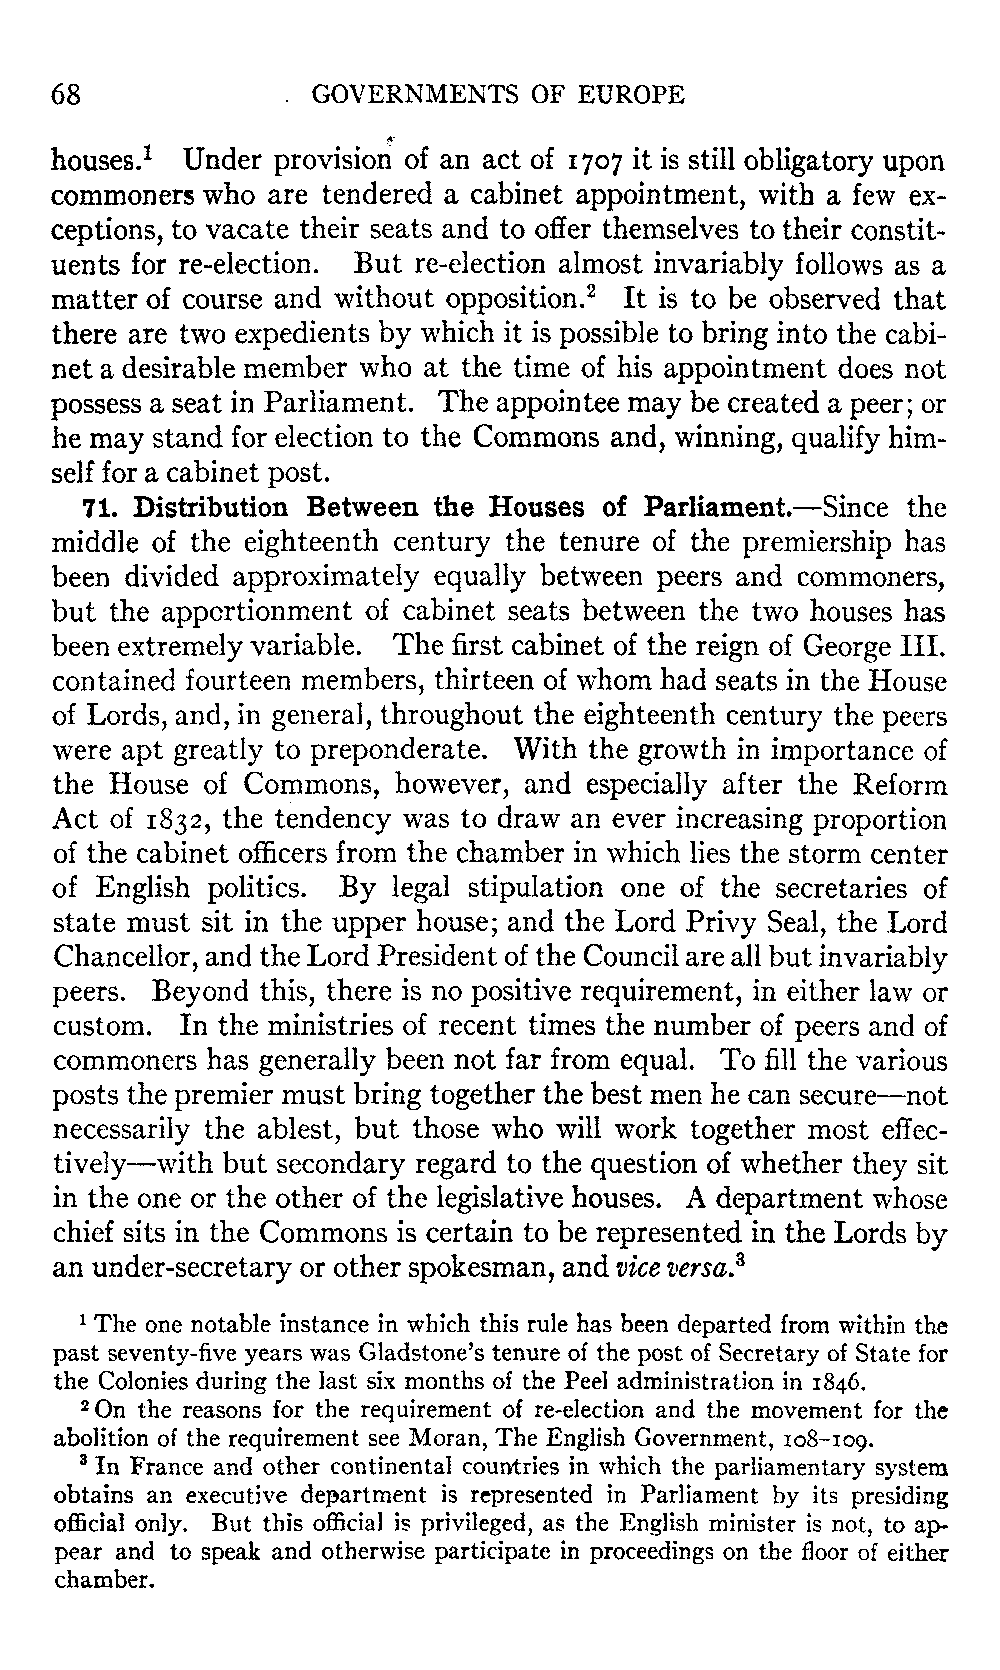 68 GOVERNMENTS OF EUROPE
houses.¹ Under provision of an act of 1707 it is still obligatory upon
commoners who are tendered a cabinet appointment, with a few ex-
ceptions, to vacate their seats and to offer themselves to their constit-
uents for re-election. But re-election almost invariably follows as a
matter of course and without opposition.² It is to be observed that
there are two expedients by which it is possible to bring into the cabi-
net a desirable member who at the time of his appointment does not
possess a seat in Parliament. The appointee may be created a peer; or
he may stand for election to the Commons and, winning, qualify him-
self for a cabinet post.
71. Distribution Between the Houses of Parliament.—Since the
middle of the eighteenth century the tenure of the premiership has
been divided approximately equally between peers and commoners,
but the apportionment of cabinet seats between the two houses has
been extremely variable. The first cabinet of the reign of George III.
contained fourteen members, thirteen of whom had seats in the House
of Lords, and, in general, throughout the eighteenth century the peers
were apt greatly to preponderate. With the growth in importance of
the House of Commons, however, and especially after the Reform
Act of 1832, the tendency was to draw an ever increasing proportion
of the cabinet officers from the chamber in which lies the storm center
of English politics. By legal stipulation one of the secretaries of
state must sit in the upper house; and the Lord Privy Seal, the Lord
Chancellor, and the Lord President of the Council are all but invariably
peers. Beyond this, there is no positive requirement, in either law or
custom. In the ministries of recent times the number of peers and of
commoners has generally been not far from equal. To fill the various
posts the premier must bring together the best men he can secure—not
necessarily the ablest, but those who will work together most effec-
tively—with but secondary regard to the question of whether they sit
in the one or the other of the legislative houses. A department whose
chief sits in the Commons is certain to be represented in the Lords by
an under-secretary or other spokesman, and vice versa.³
¹ The one notable instance in which this rule has been departed from within the
past seventy-five years was Gladstone's tenure of the post of Secretary of State for
the Colonies during the last six months of the Peel administration in 1846.
² On the reasons for the requirement of re-election and the movement for the
abolition of the requirement see Moran, The English Government, 108–109.
³ In France and other continental countries in which the parliamentary system
obtains an executive department is represented in Parliament by its presiding
official only. But this official is privileged, as the English minister is not, to ap-
pear and to speak and otherwise participate in proceedings on the floor of either
chamber.